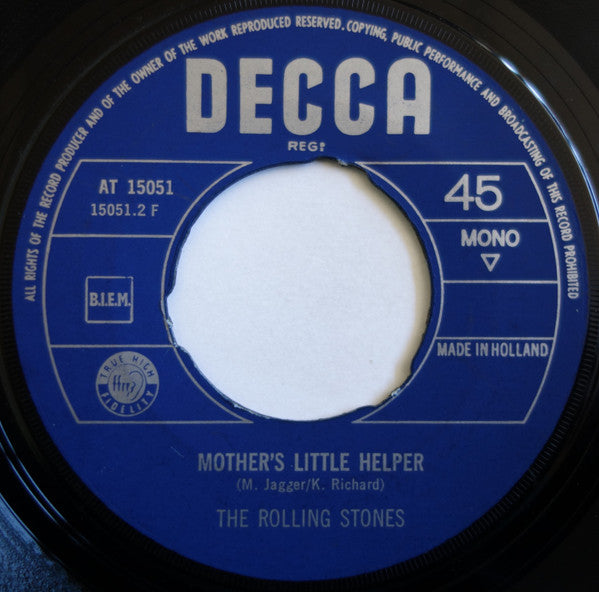 ALL RIGHTS OF THE RECORD PRODUCER AND OF THE OWNER OF THE WORK REPRODUCED RESERVED. COPYING, PUBLIC PERFORMANCE AND BROADCASTING OF THIS RECORD PROHIBITED
DECCA
REGD
AT 15051
15051.2 F
45
MONO
B.I.E.M.
MADE IN HOLLAND
TRUE HIGH
ffrr
FIDELITY
MOTHER'S LITTLE HELPER
(M. Jagger/K. Richard)
THE ROLLING STONES